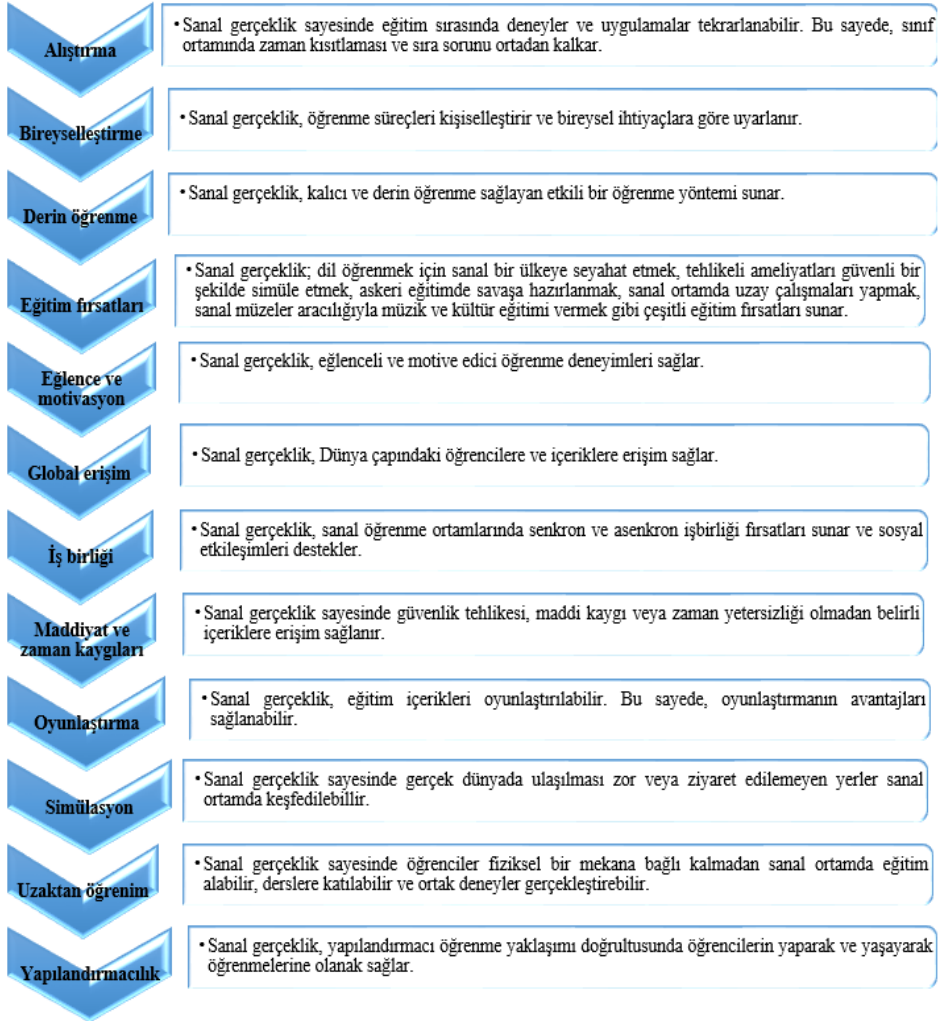 Alıştırma
• Sanal gerçeklik sayesinde eğitim sırasında deneyler ve uygulamalar tekrarlanabilir. Bu sayede, sınıf
ortamında zaman kısıtlaması ve sıra sorunu ortadan kalkar.
Bireyselleştirme
• Sanal gerçeklik, öğrenme süreçleri kişiselleştirir ve bireysel ihtiyaçlara göre uyarlanır.
Derin öğrenme
• Sanal gerçeklik, kalıcı ve derin öğrenme sağlayan etkili bir öğrenme yöntemi sunar.
Eğitim fırsatları
• Sanal gerçeklik; dil öğrenmek için sanal bir ülkeye seyahat etmek, tehlikeli ameliyatları güvenli bir
şekilde simüle etmek, askeri eğitimde savaşa hazırlanmak, sanal ortamda uzay çalışmaları yapmak,
sanal müzeler aracılığıyla müzik ve kültür eğitimi vermek gibi çeşitli eğitim fırsatları sunar.
Eğlence ve
motivasyon
• Sanal gerçeklik, eğlenceli ve motive edici öğrenme deneyimleri sağlar.
Global erişim
• Sanal gerçeklik, Dünya çapındaki öğrencilere ve içeriklere erişim sağlar.
İş birliği
• Sanal gerçeklik, sanal öğrenme ortamlarında senkron ve asenkron işbirliği fırsatları sunar ve sosyal
etkileşimleri destekler.
Maddiyat ve
zaman kaygıları
• Sanal gerçeklik sayesinde güvenlik tehlikesi, maddi kaygı veya zaman yetersizliği olmadan belirli
içeriklere erişim sağlanır.
Oyunlaştırma
• Sanal gerçeklik, eğitim içerikleri oyunlaştırılabilir. Bu sayede, oyunlaştırmanın avantajları
sağlanabilir.
Simülasyon
• Sanal gerçeklik sayesinde gerçek dünyada ulaşılması zor veya ziyaret edilemeyen yerler sanal
ortamda keşfedilebillir.
Uzaktan öğrenim
• Sanal gerçeklik sayesinde öğrenciler fiziksel bir mekana bağlı kalmadan sanal ortamda eğitim
alabilir, derslere katılabilir ve ortak deneyler gerçekleştirebilir.
Yapılandırmacılık
• Sanal gerçeklik, yapılandırmacı öğrenme yaklaşımı doğrultusunda öğrencilerin yaparak ve yaşayarak
öğrenmelerine olanak sağlar.